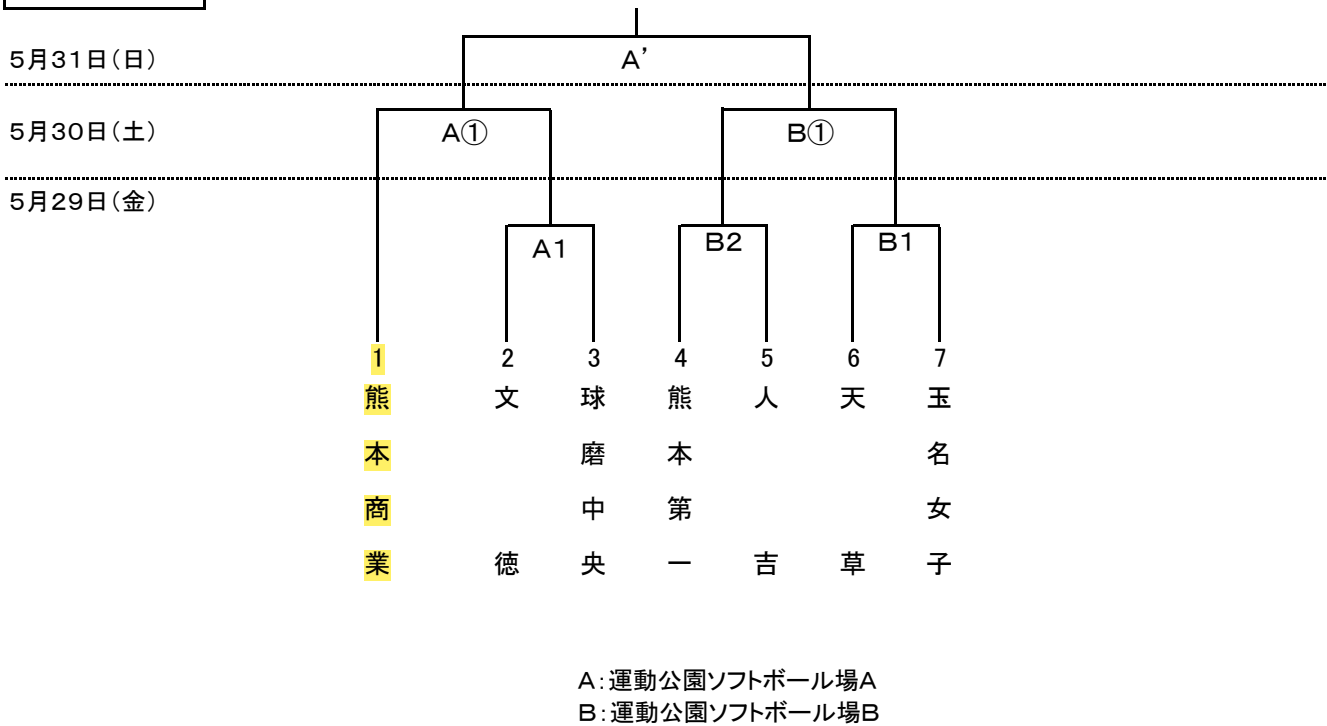 5月31日(日)
A’
5月30日(土)
A①
B①
5月29日(金)
A1
B2
B1
1 2 3 4 5 6 7
熊本商業
文徳
球磨中央
熊本第一
人吉
天草
玉名女子
A:運動公園ソフトボール場A
B:運動公園ソフトボール場B